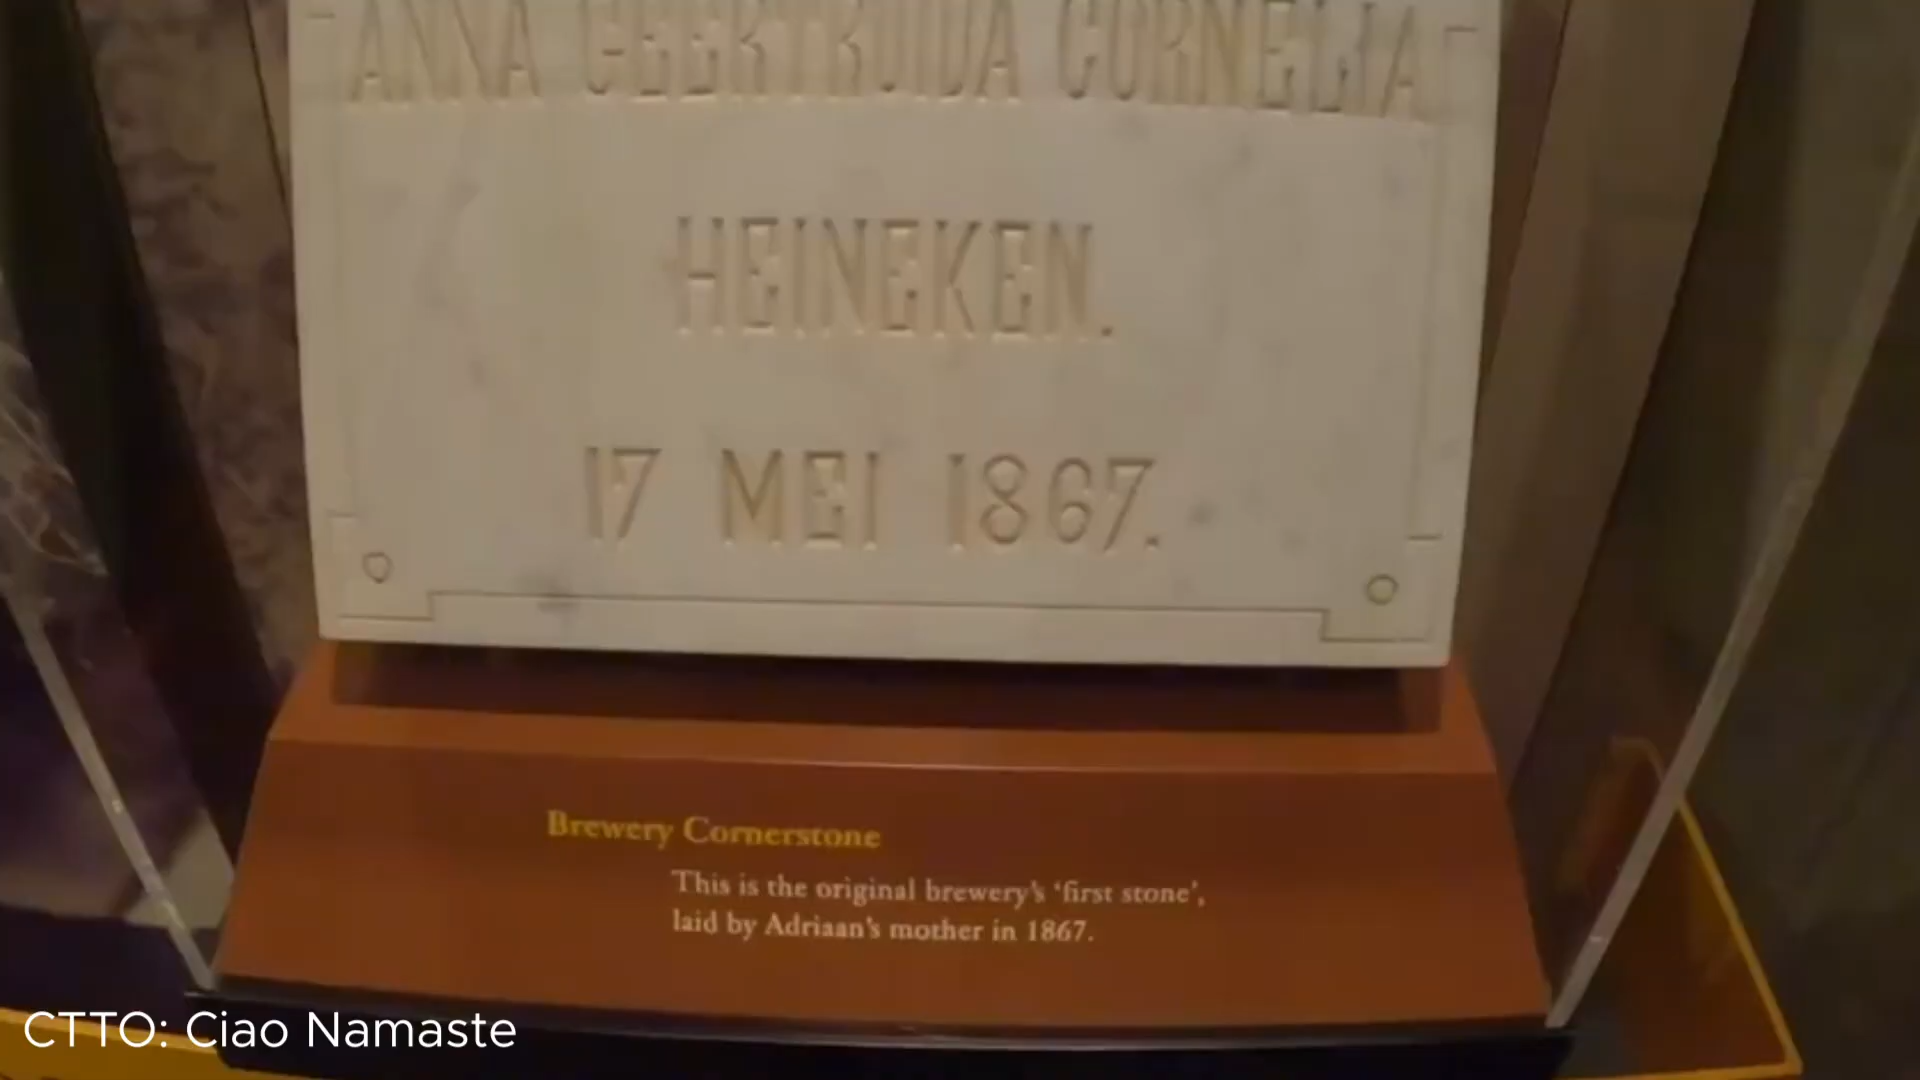 ANNA GEERTRUIDA CORNELIA
HEINEKEN.
17 MEI 1867.
Brewery Cornerstone
This is the original brewery's 'first stone',
laid by Adriaan's mother in 1867.
CTTO: Ciao Namaste